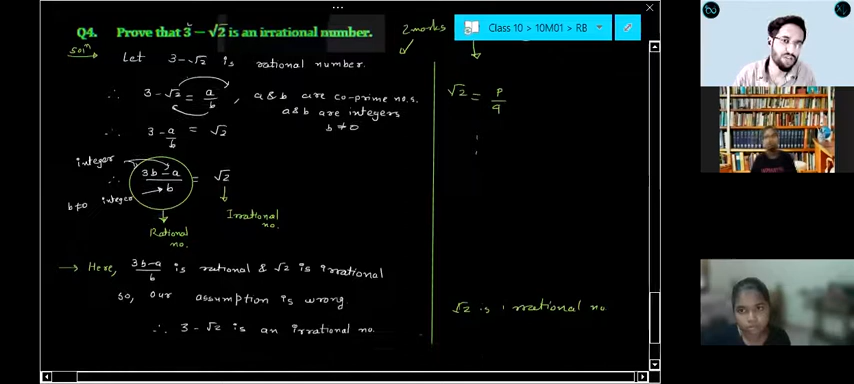 Q4. Prove that 3 − √2 is an irrational number.
2 marks
Class 10 > 10M01 > RB
Solⁿ
Let 3 − √2 is rational number.
∴ 3 − √2 = a/b , a & b are co-prime no.s.
a & b are integers
b ≠ 0
∴ 3 − a/b = √2
integer
∴ (3b − a)/b = √2
b≠0 integer
Rational no.
Irrational no.
→ Here, (3b−a)/b is rational & √2 is irrational
so, our assumption is wrong
∴ 3 − √2 is an irrational no.
√2 = p/q
√2 is irrational no